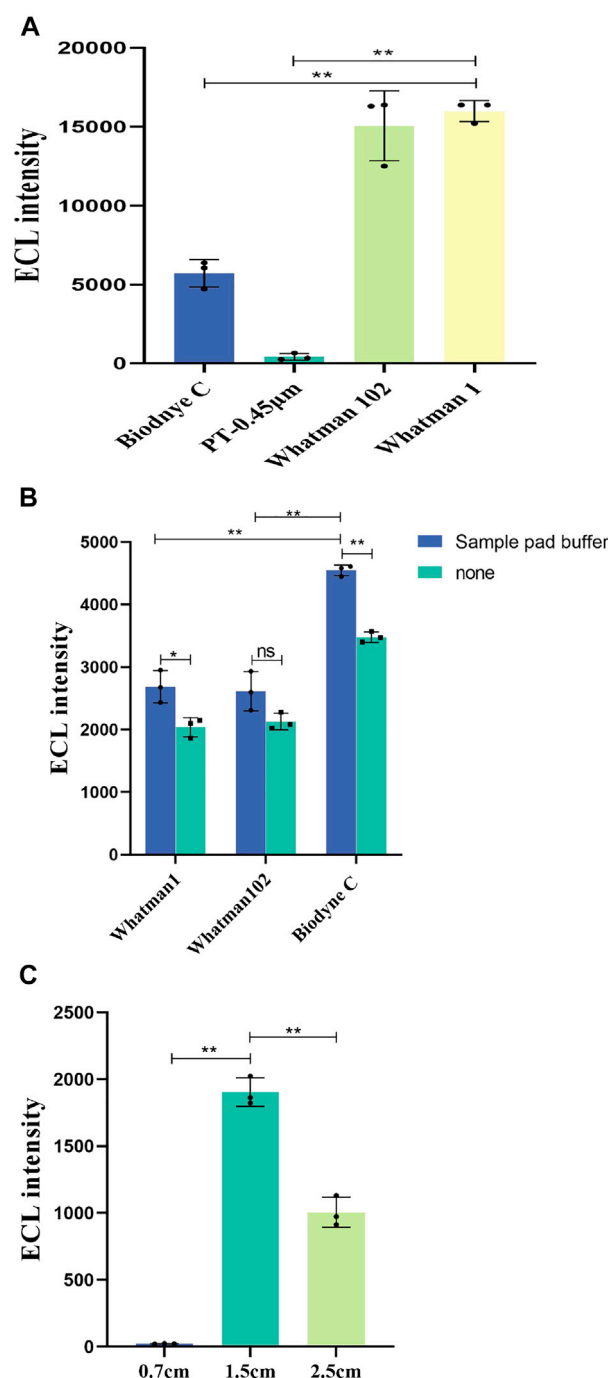 A
**
**
20000
15000
10000
5000
0
ECL intensity
Biodnye C
PT-0.45μm
Whatman 102
Whatman 1
B
**
**
**
*
ns
Sample pad buffer
none
5000
4000
3000
2000
1000
0
ECL intensity
Whatman1
Whatman102
Biodyne C
C
**
**
2500
2000
1500
1000
500
0
ECL intensity
0.7cm
1.5cm
2.5cm